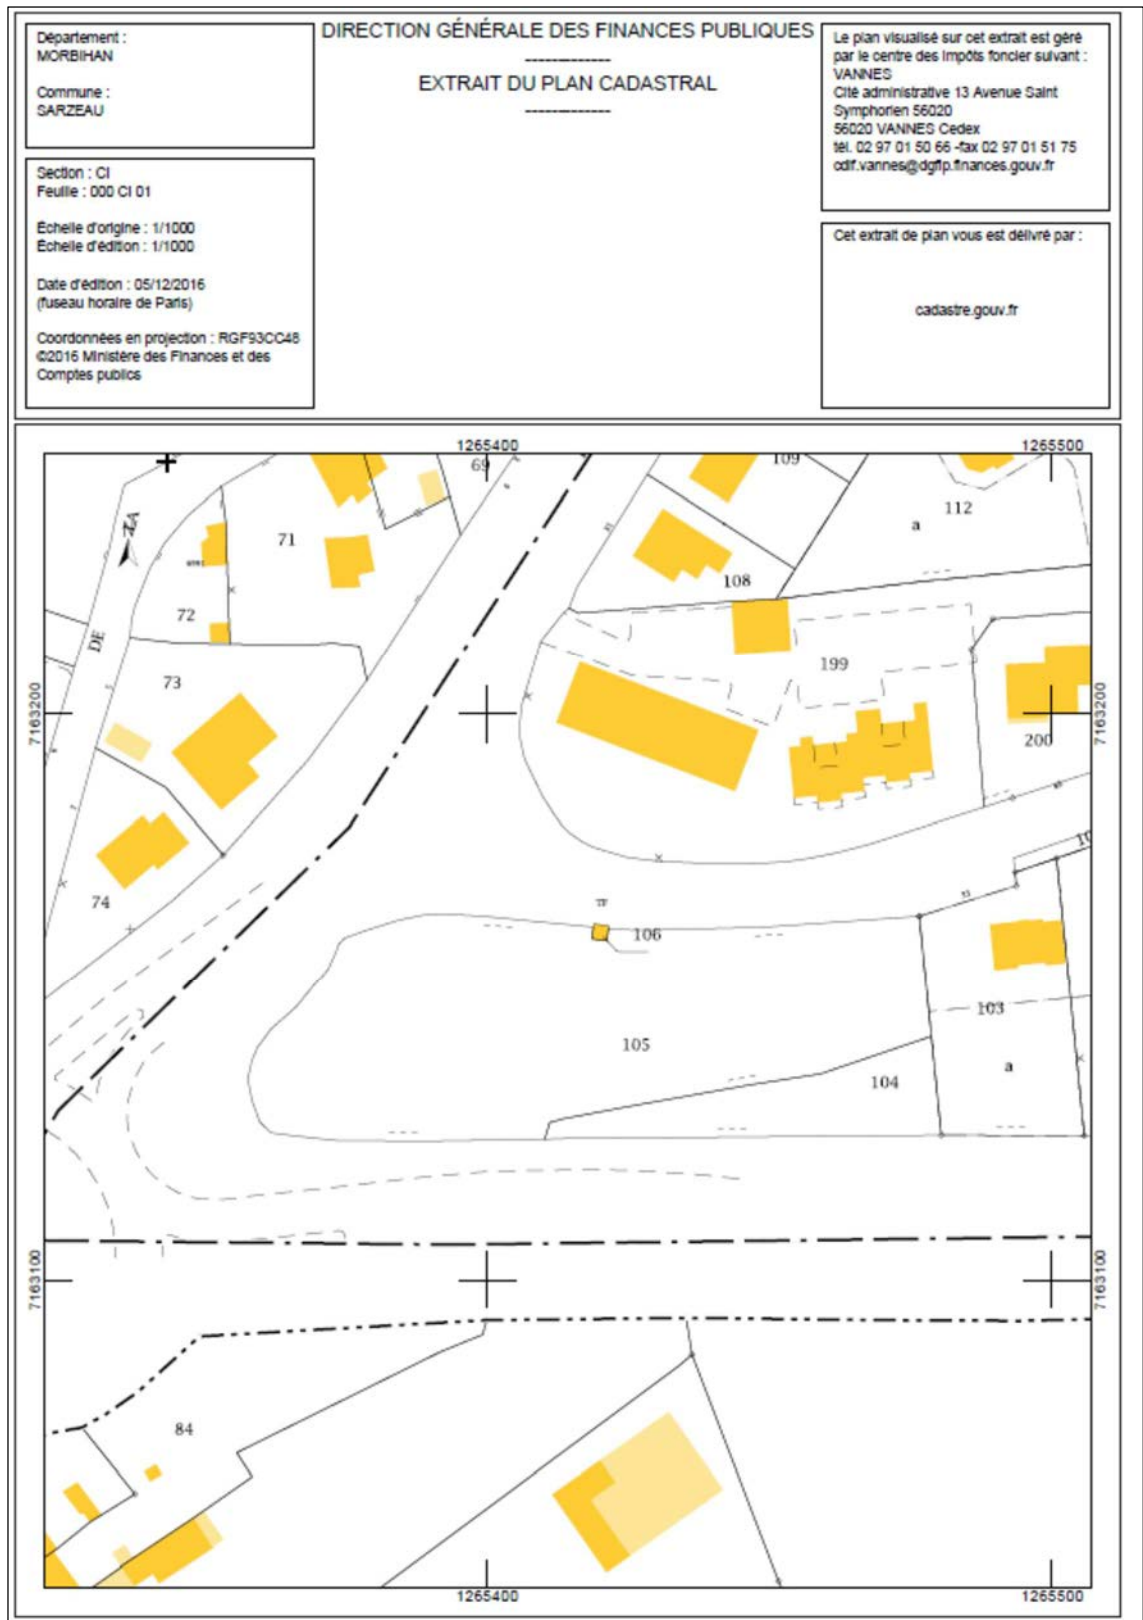 Département :
MORBIHAN
Commune :
SARZEAU
Section : CI
Feuille : 000 CI 01
Échelle d'origine : 1/1000
Échelle d'édition : 1/1000
Date d'édition : 05/12/2016
(fuseau horaire de Paris)
Coordonnées en projection : RGF93CC48
©2016 Ministère des Finances et des
Comptes publics
DIRECTION GÉNÉRALE DES FINANCES PUBLIQUES
-------------
EXTRAIT DU PLAN CADASTRAL
-------------
Le plan visualisé sur cet extrait est géré
par le centre des impôts foncier suivant :
VANNES
Cité administrative 13 Avenue Saint
Symphorien 56020
56020 VANNES Cedex
tél. 02 97 01 50 66 -fax 02 97 01 51 75
cdif.vannes@dgfip.finances.gouv.fr
Cet extrait de plan vous est délivré par :
cadastre.gouv.fr
1265400
1265500
69
109
112
a
71
108
72
DE
199
73
7163200
7163200
200
74
106
103
105
a
104
7163100
7163100
84
1265400
1265500